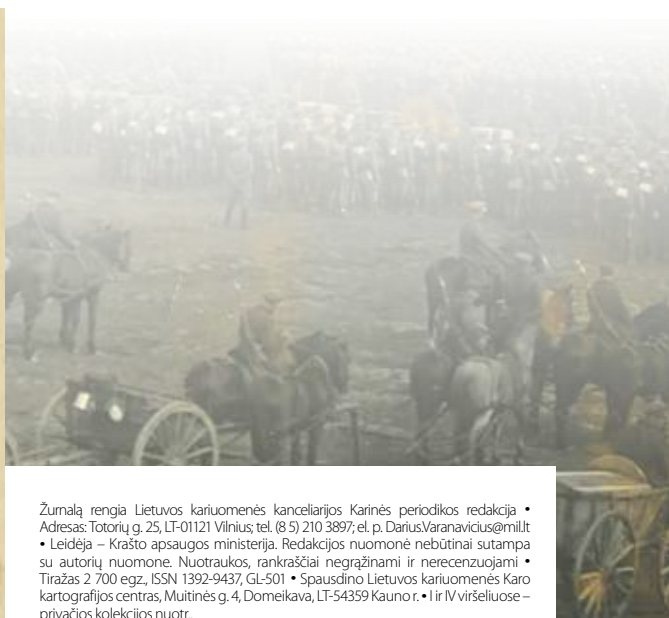 Žurnalą rengia Lietuvos kariuomenės kanceliarijos Karinės periodikos redakcija •
Adresas: Totorių g. 25, LT-01121 Vilnius; tel. (8 5) 210 3897; el. p. Darius.Varanavicius@mil.lt
• Leidėja – Krašto apsaugos ministerija. Redakcijos nuomonė nebūtinai sutampa
su autorių nuomone. Nuotraukos, rankraščiai negrąžinami ir nerecenzuojami •
Tiražas 2 700 egz., ISSN 1392-9437, GL-501 • Spausdino Lietuvos kariuomenės Karo
kartografijos centras, Muitinės g. 4, Domeikava, LT-54359 Kauno r. • I ir IV viršeliuose –
privačios kolekcijos nuotr.